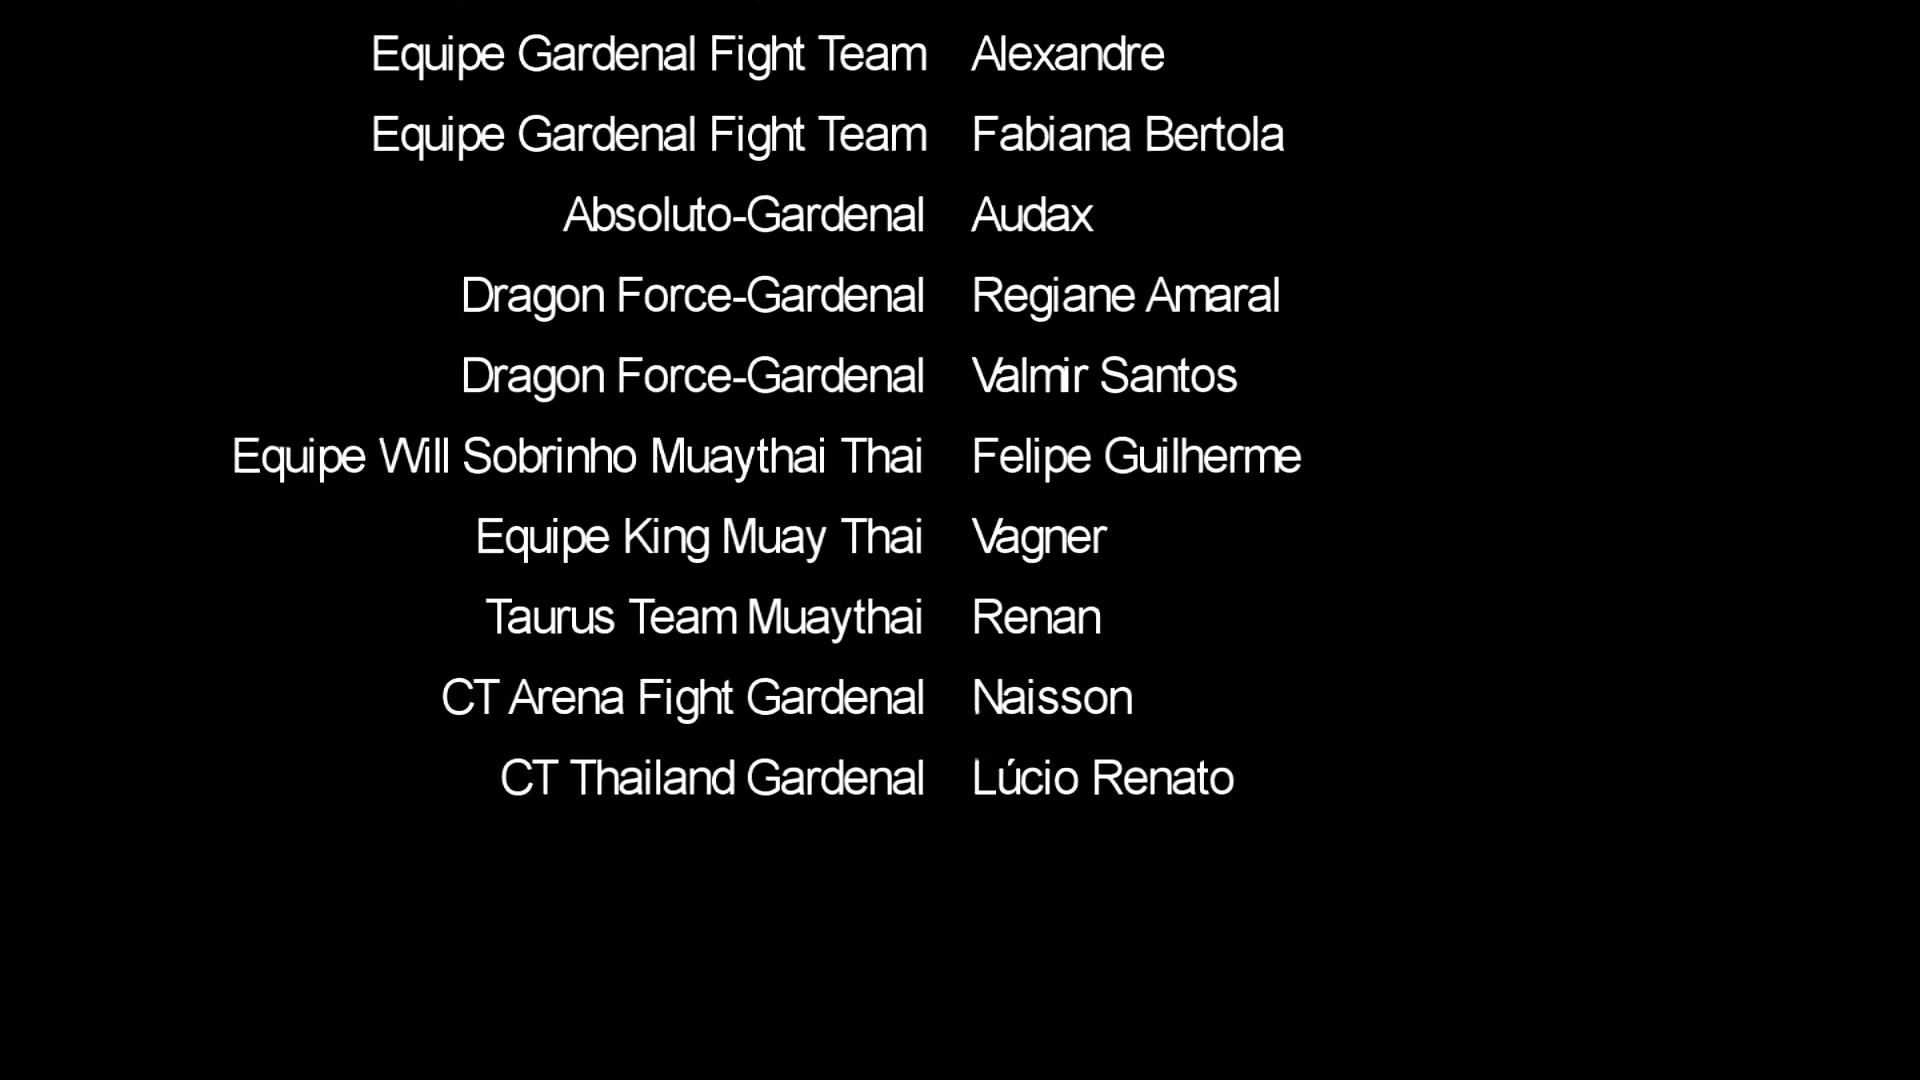 Equipe Gardenal Fight Team Alexandre
Equipe Gardenal Fight Team Fabiana Bertola
Absoluto-Gardenal Audax
Dragon Force-Gardenal Regiane Amaral
Dragon Force-Gardenal Valmir Santos
Equipe Will Sobrinho Muaythai Thai Felipe Guilherme
Equipe King Muay Thai Vagner
Taurus Team Muaythai Renan
CT Arena Fight Gardenal Naisson
CT Thailand Gardenal Lúcio Renato